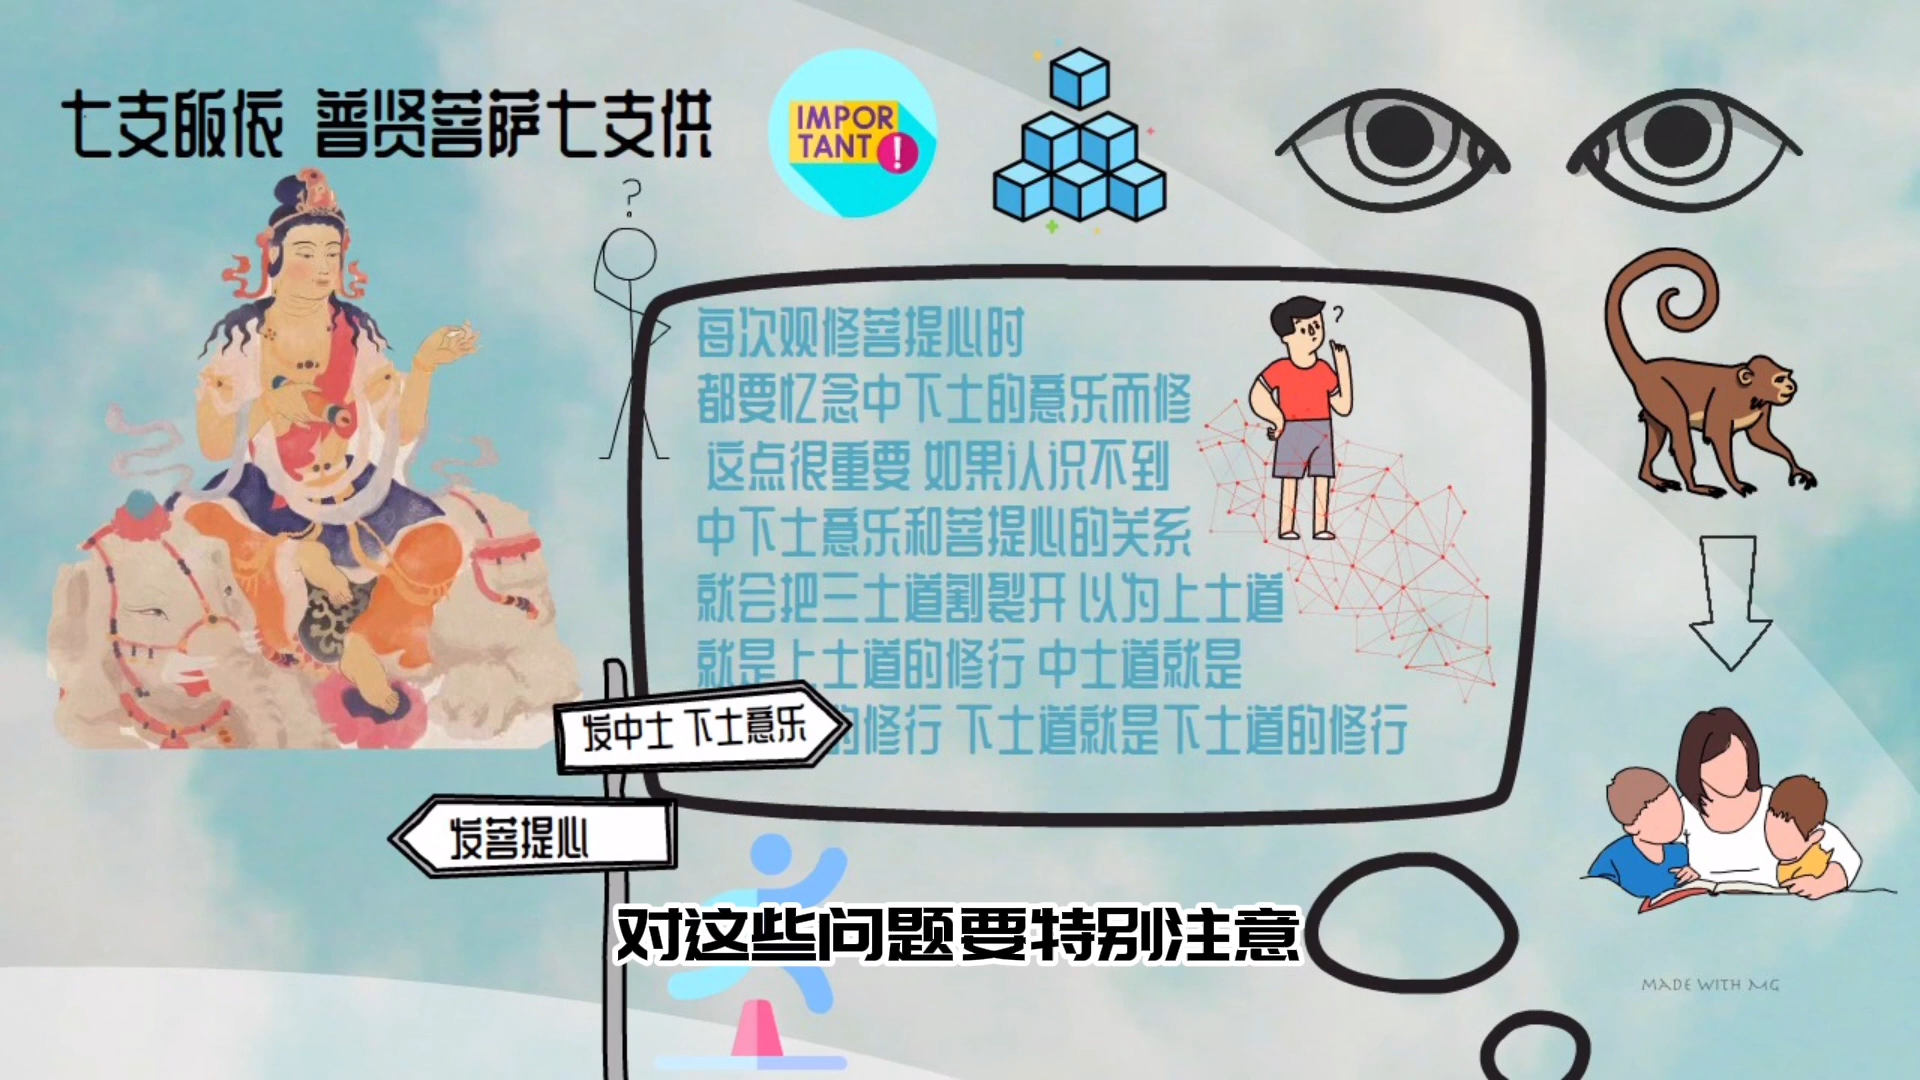 七支皈依 普贤菩萨七支供
IMPOR
TANT!
?
每次观修菩提心时
都要忆念中下士的意乐而修
这点很重要 如果认识不到
中下士意乐和菩提心的关系
就会把三士道割裂开 以为上士道
就是上士道的修行 中士道就是
的修行 下士道就是下士道的修行
?
发中士 下士意乐
发菩提心
对这些问题要特别注意
MADE WITH MG